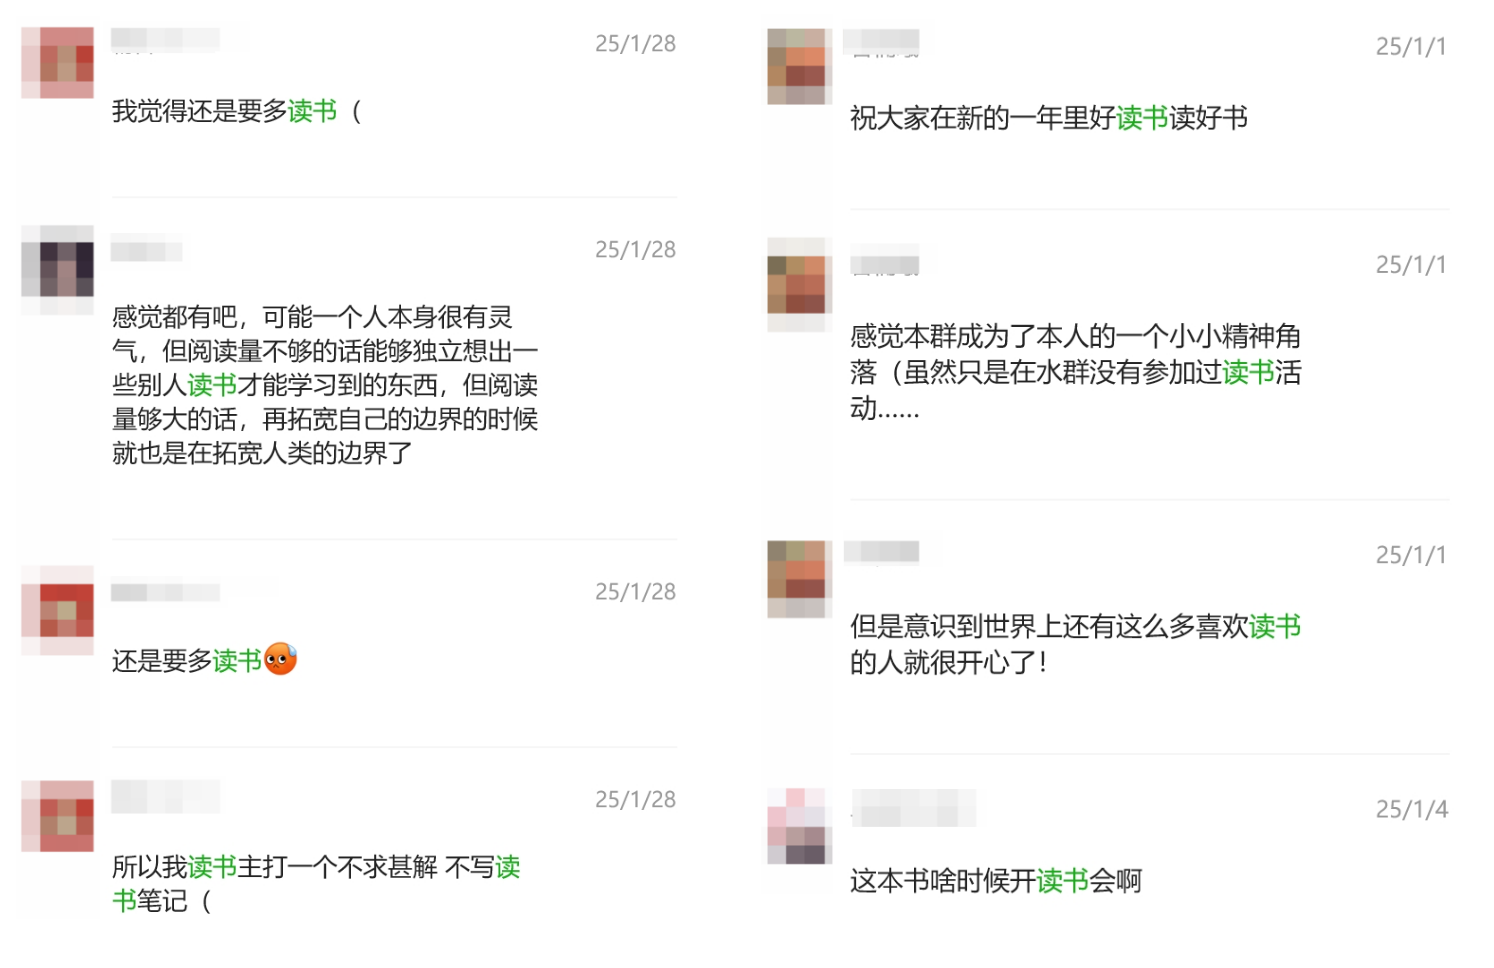 25/1/28
我觉得还是要多读书（
25/1/28
感觉都有吧，可能一个人本身很有灵
气，但阅读量不够的话能够独立想出一
些别人读书才能学习到的东西，但阅读
量够大的话，再拓宽自己的边界的时候
就也是在拓宽人类的边界了
25/1/28
还是要多读书
25/1/28
所以我读书主打一个不求甚解 不写读
书笔记（
25/1/1
祝大家在新的一年里好读书读好书
25/1/1
感觉本群成为了本人的一个小小精神角
落（虽然只是在水群没有参加过读书活
动......
25/1/1
但是意识到世界上还有这么多喜欢读书
的人就很开心了！
25/1/4
这本书啥时候开读书会啊